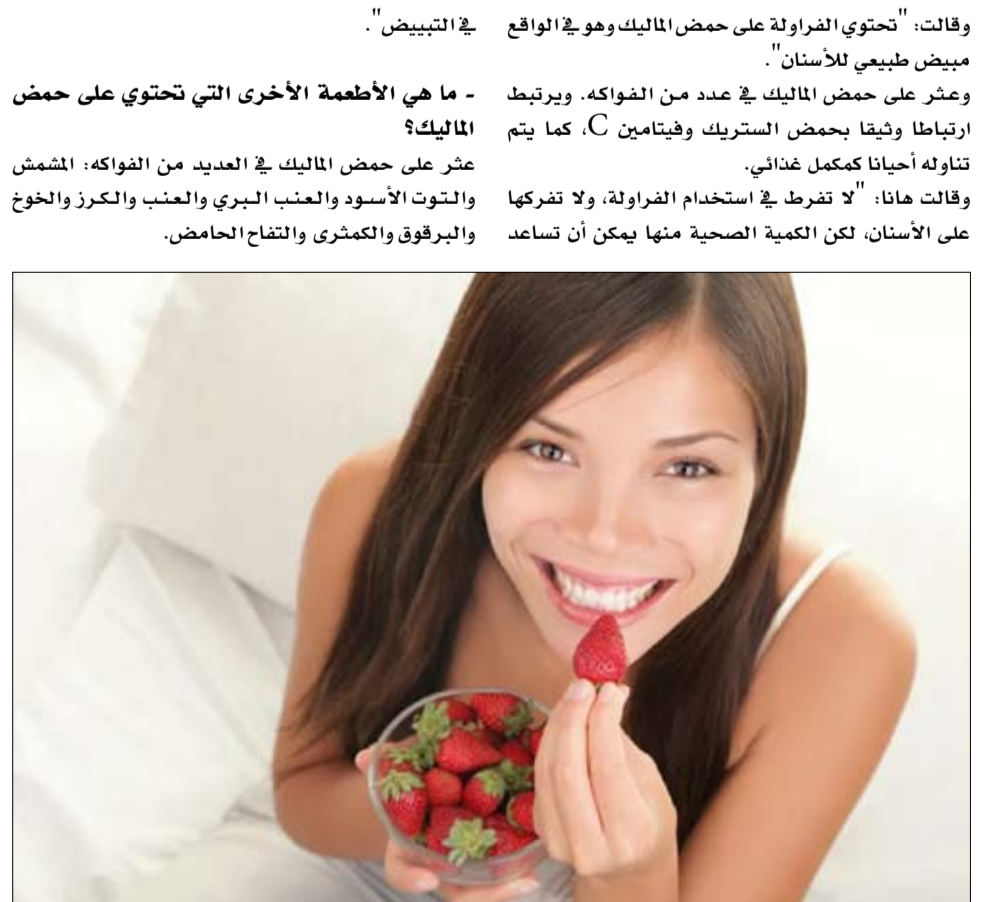 وقالت: "تحتوي الفراولة على حمض الماليك وهو في الواقع
مبيض طبيعي للأسنان".
وعثر على حمض الماليك في عدد من الفواكه. ويرتبط
ارتباطا وثيقا بحمض الستريك وفيتامين C، كما يتم
تناوله أحيانا كمكمل غذائي.
وقالت هانا: "لا تفرط في استخدام الفراولة، ولا تفركها
على الأسنان، لكن الكمية الصحية منها يمكن أن تساعد
في التبييض".
- ما هي الأطعمة الأخرى التي تحتوي على حمض
الماليك؟
عثر على حمض الماليك في العديد من الفواكه: المشمش
والتوت الأسود والعنب البري والعنب والكرز والخوخ
والبرقوق والكمثرى والتفاح الحامض.